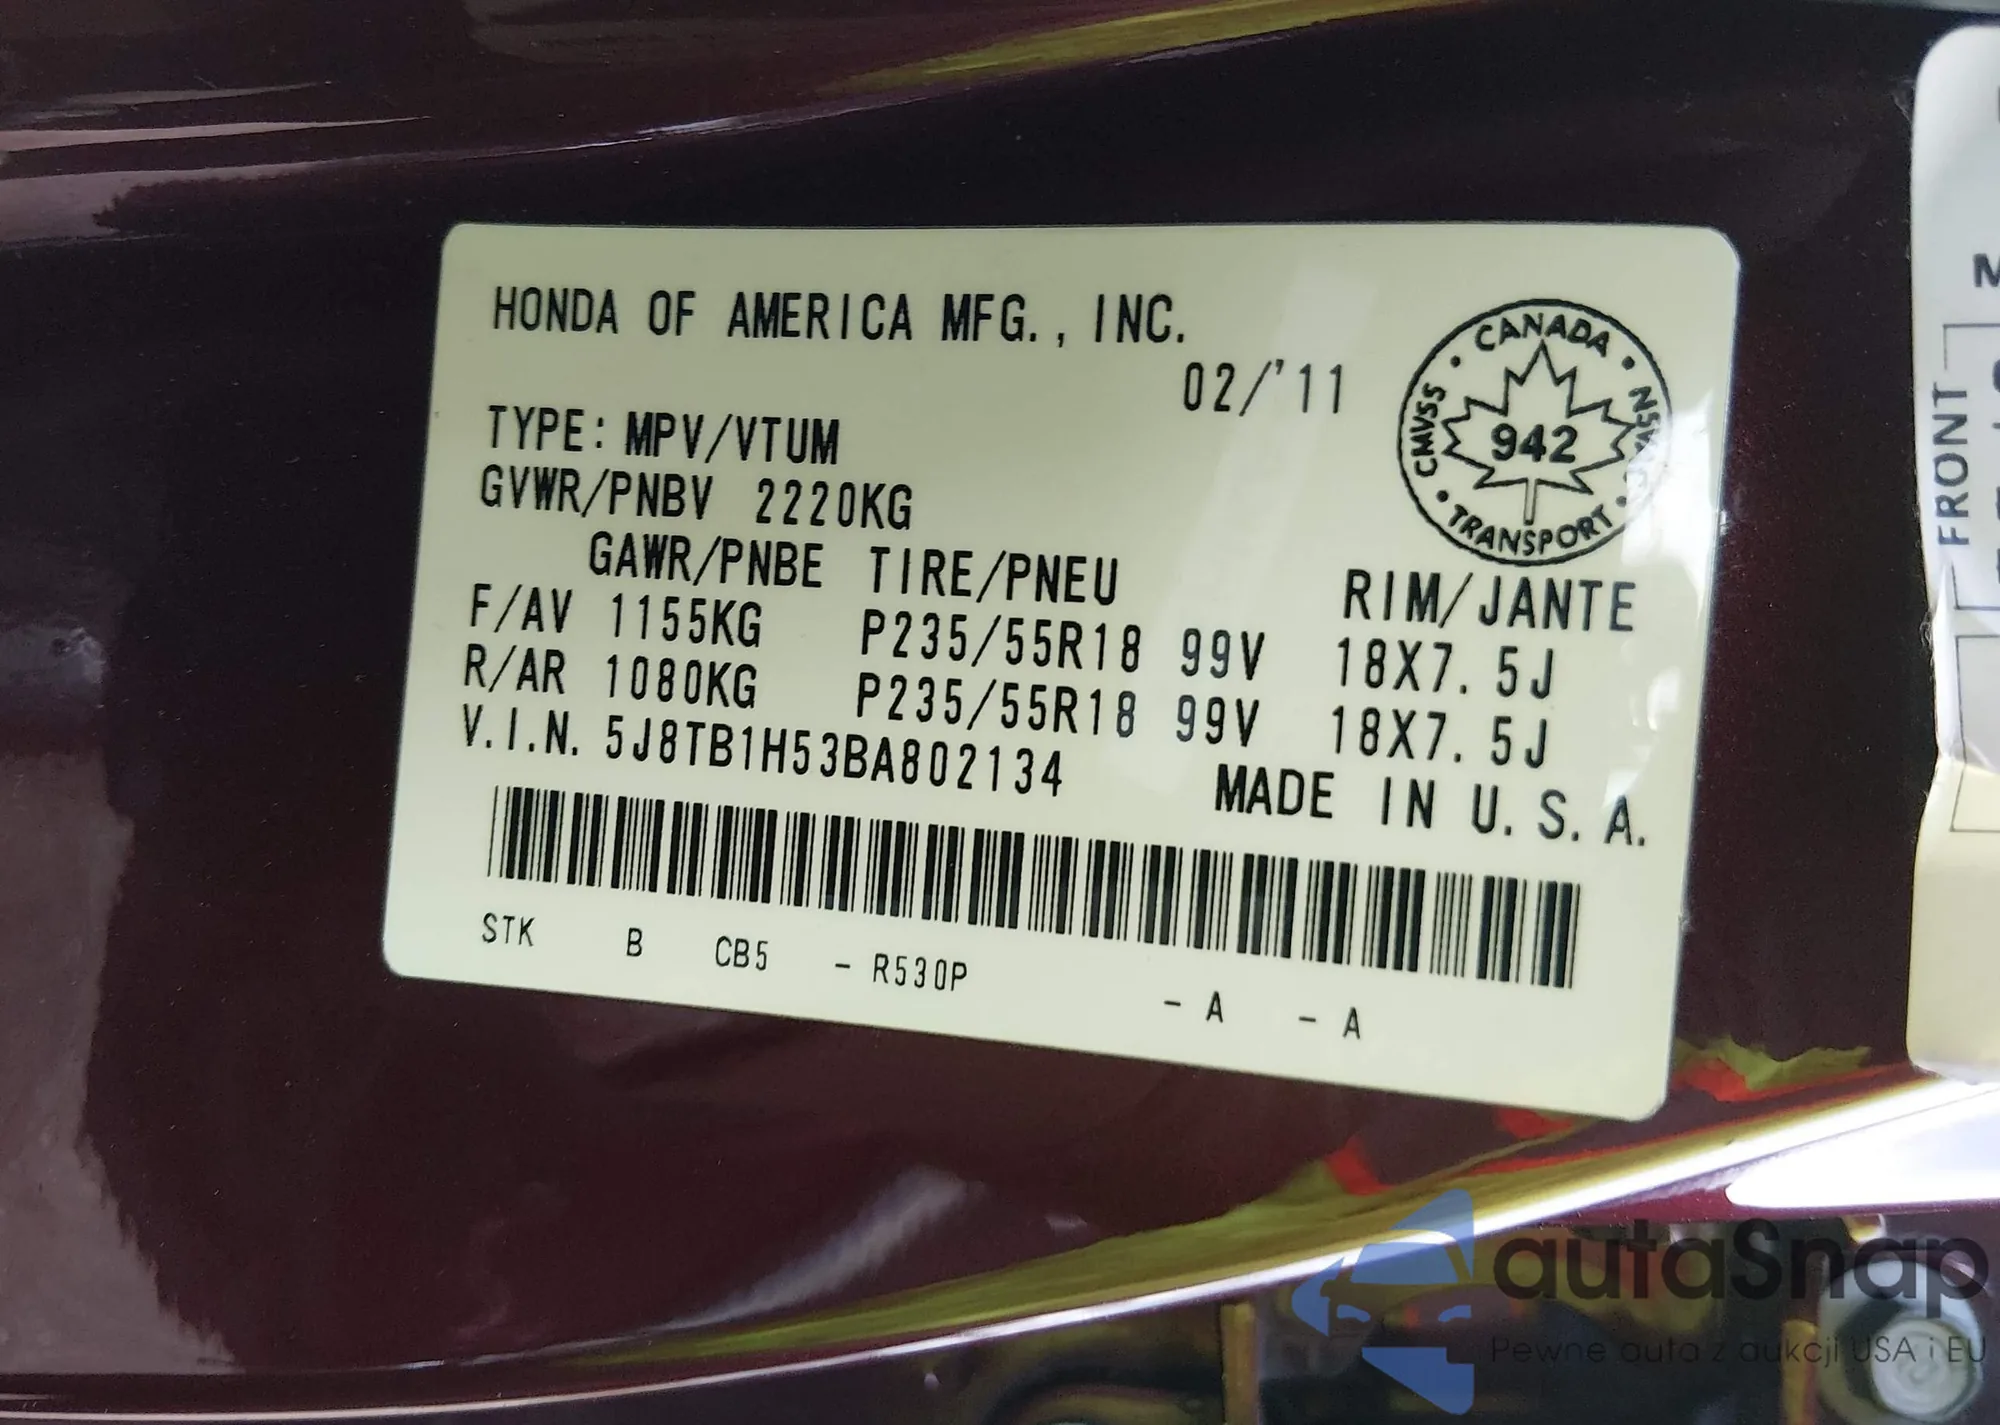 HONDA OF AMERICA MFG., INC.
02/'11
CANADA
CMVSS
NSVAC
942
TRANSPORT
TYPE: MPV/VTUM
GVWR/PNBV 2220KG
GAWR/PNBE TIRE/PNEU RIM/JANTE
F/AV 1155KG P235/55R18 99V 18X7.5J
R/AR 1080KG P235/55R18 99V 18X7.5J
V.I.N. 5J8TB1H53BA802134
MADE IN U.S.A.
STK B CB5 - R530P - A - A
FRONT
autaSnap
Pewne auta z aukcji USA i EU